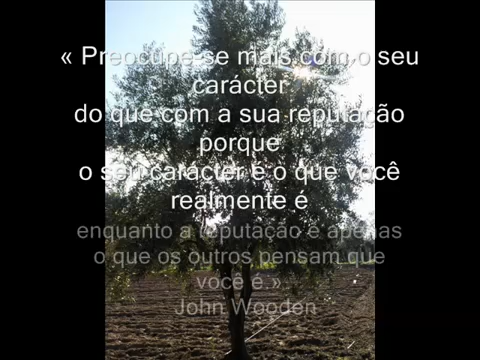 « Preocupe-se mais com o seu
carácter
do que com a sua reputação
porque
o seu carácter é o que você
realmente é
enquanto a reputação é apenas
o que os outros pensam que
você é.»
John Wooden